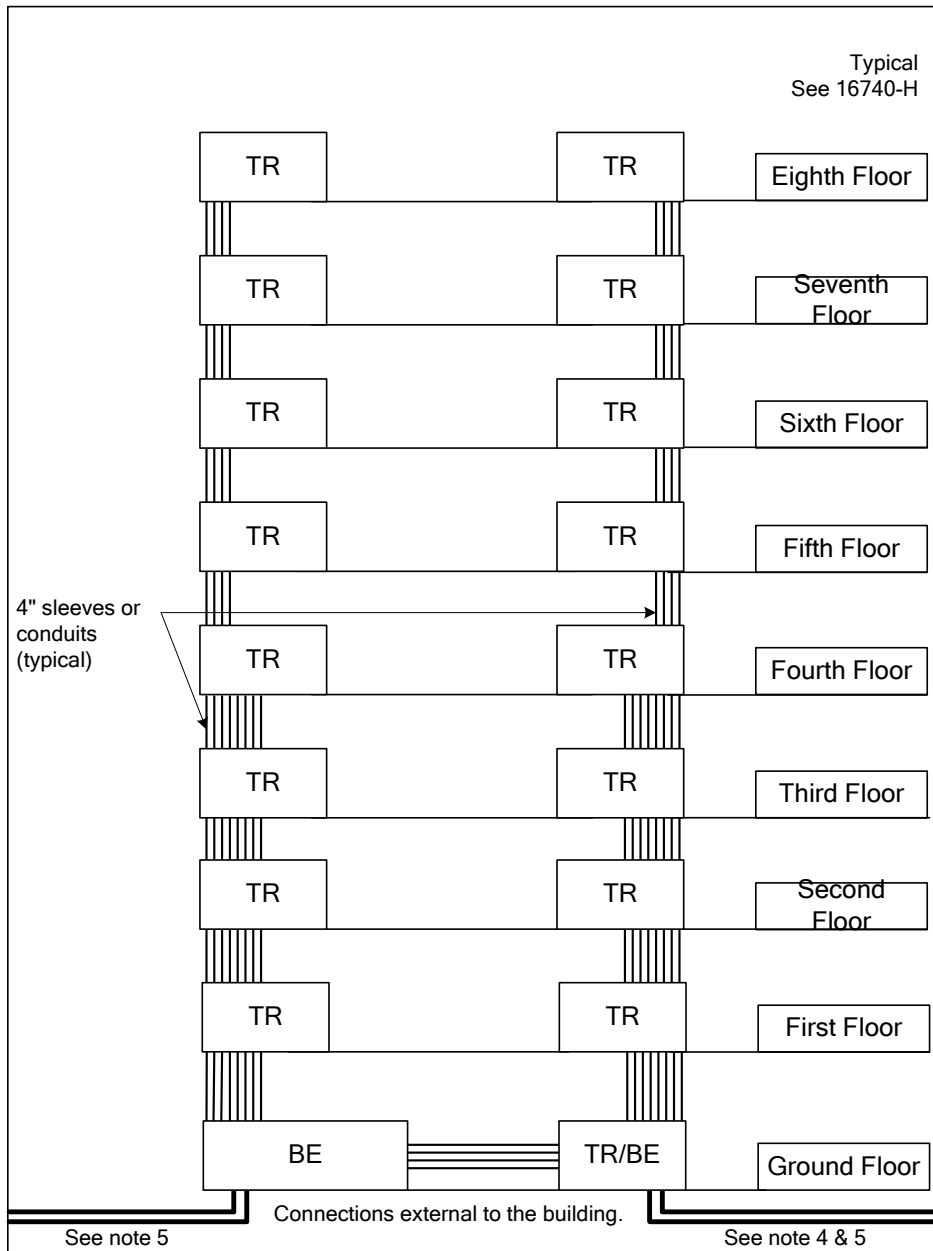 Typical
See 16740-H
TR TR Eighth Floor
TR TR Seventh
Floor
TR TR Sixth Floor
TR TR Fifth Floor
4" sleeves or
conduits
(typical)
TR TR Fourth Floor
TR TR Third Floor
TR TR Second
Floor
TR TR First Floor
BE TR/BE Ground Floor
Connections external to the building.
See note 5 See note 4 & 5